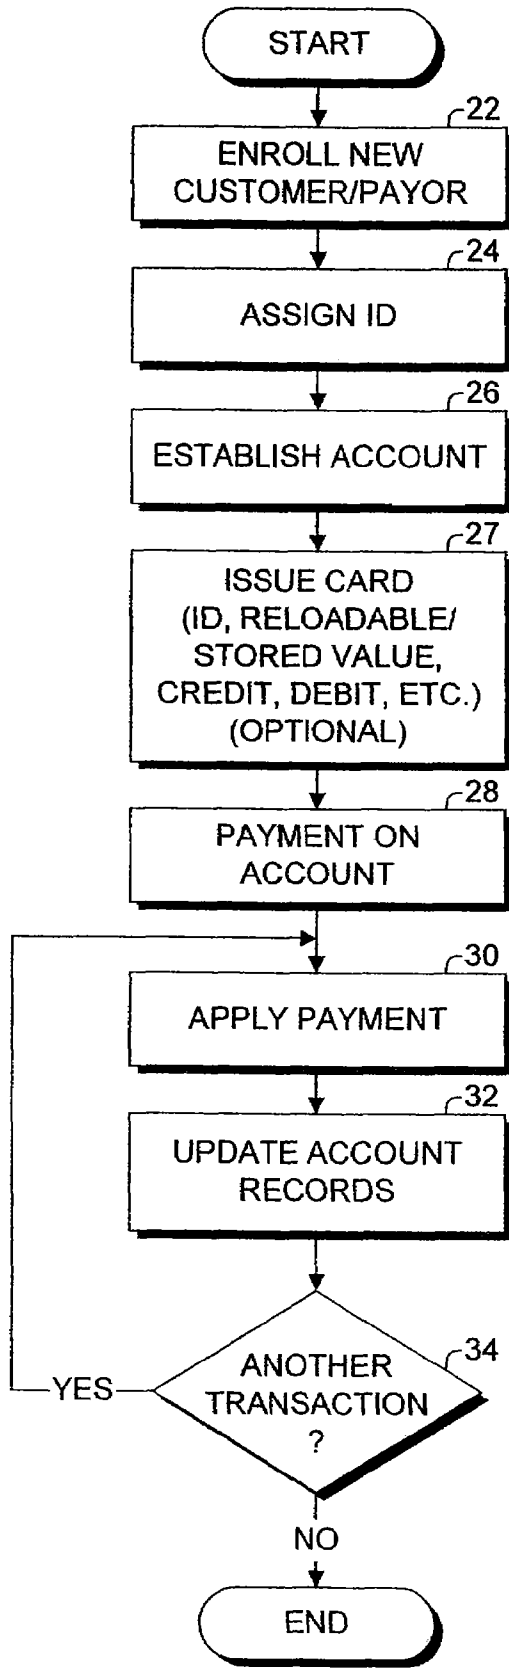 START
22
ENROLL NEW
CUSTOMER/PAYOR
24
ASSIGN ID
26
ESTABLISH ACCOUNT
27
ISSUE CARD
(ID, RELOADABLE/
STORED VALUE,
CREDIT, DEBIT, ETC.)
(OPTIONAL)
28
PAYMENT ON
ACCOUNT
30
APPLY PAYMENT
32
UPDATE ACCOUNT
RECORDS
34
ANOTHER
TRANSACTION
?
YES
NO
END